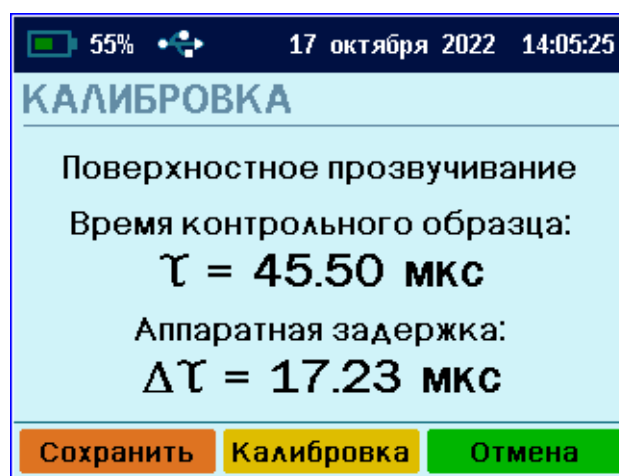 55% 17 октября 2022 14:05:25
КАЛИБРОВКА
Поверхностное прозвучивание
Время контрольного образца:
τ = 45.50 мкс
Аппаратная задержка:
Δτ = 17.23 мкс
Сохранить Калибровка Отмена